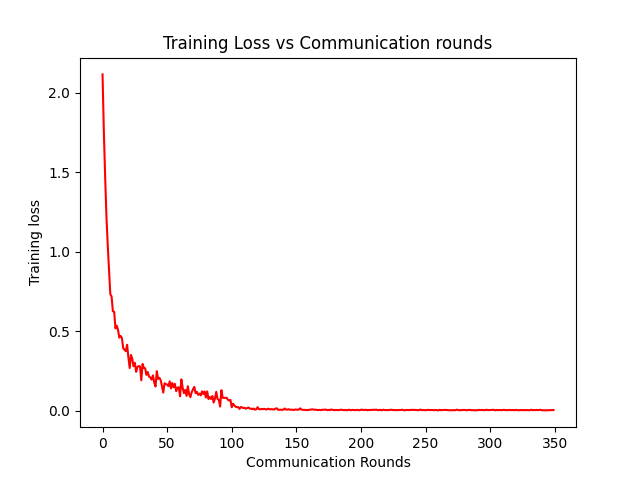 Training Loss vs Communication rounds
2.0
1.5
1.0
0.5
0.0
Training loss
0 50 100 150 200 250 300 350
Communication Rounds